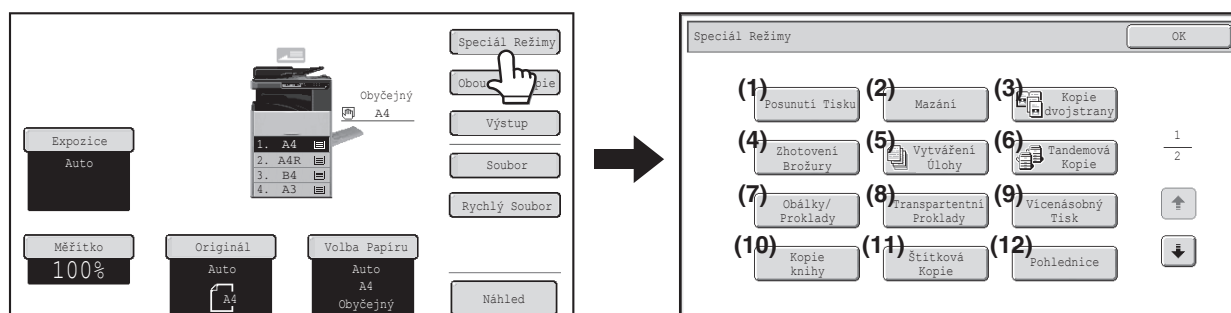 Speciál Režimy
Obou pie
Výstup
Soubor
Rychlý Soubor
Náhled
Obyčejný
A4
1. A4
2. A4R
3. B4
4. A3
Expozice
Auto
Měřítko
100%
Originál
Auto
A4
Volba Papíru
Auto
A4
Obyčejný
Speciál Režimy
OK
(1) Posunutí Tisku
(2) Mazání
(3) Kopie
dvojstrany
(4) Zhotovení
Brožury
(5) Vytváření
Úlohy
(6) Tandemová
Kopie
(7) Obálky/
Proklady
(8) Transpartentní
Proklady
(9) Vícenásobný
Tisk
(10) Kopie
knihy
(11) Štítková
Kopie
(12) Pohlednice
1
2